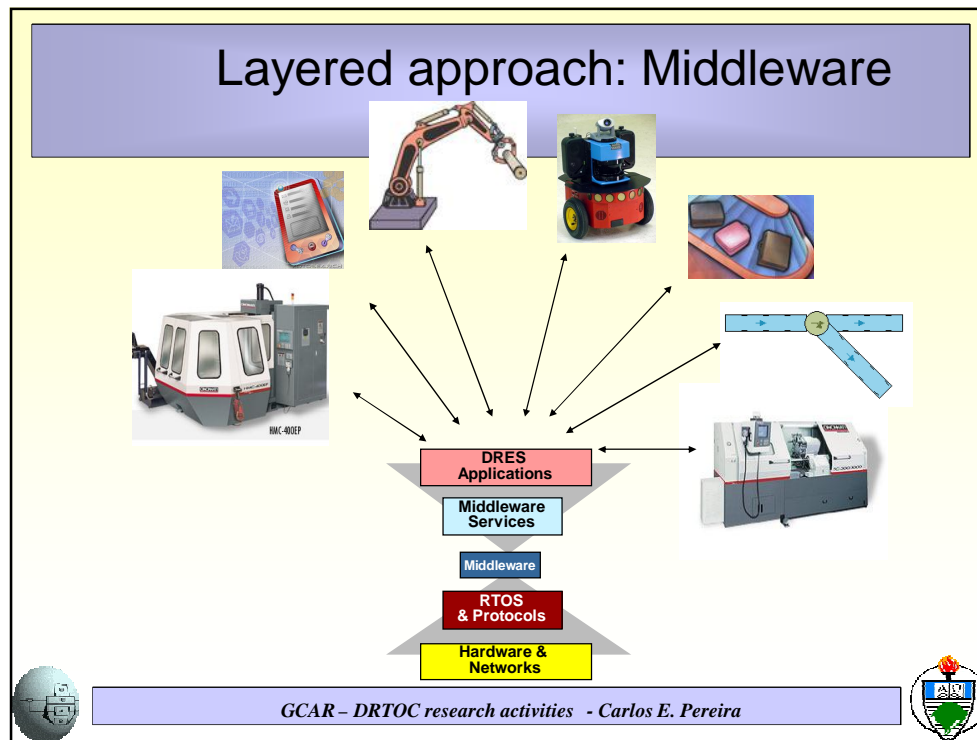 Layered approach: Middleware
HMC-400EP
DRES
Applications
Middleware
Services
Middleware
RTOS
& Protocols
Hardware &
Networks
GCAR – DRTOC research activities - Carlos E. Pereira